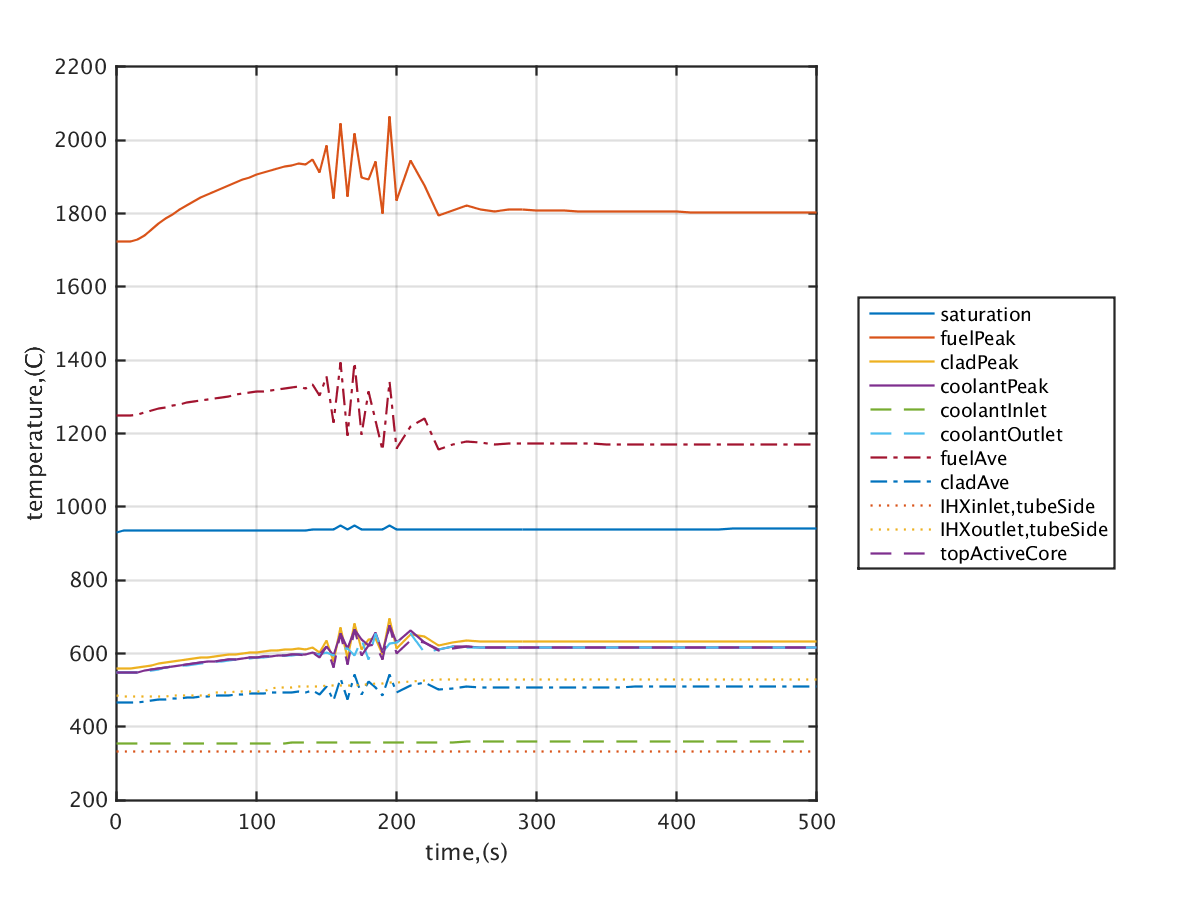 2200
2000
1800
1600
1400
1200
1000
800
600
400
200
temperature,(C)
0
100
200
300
400
500
time,(s)
saturation
fuelPeak
cladPeak
coolantPeak
coolantInlet
coolantOutlet
fuelAve
cladAve
IHXinlet,tubeSide
IHXoutlet,tubeSide
topActiveCore